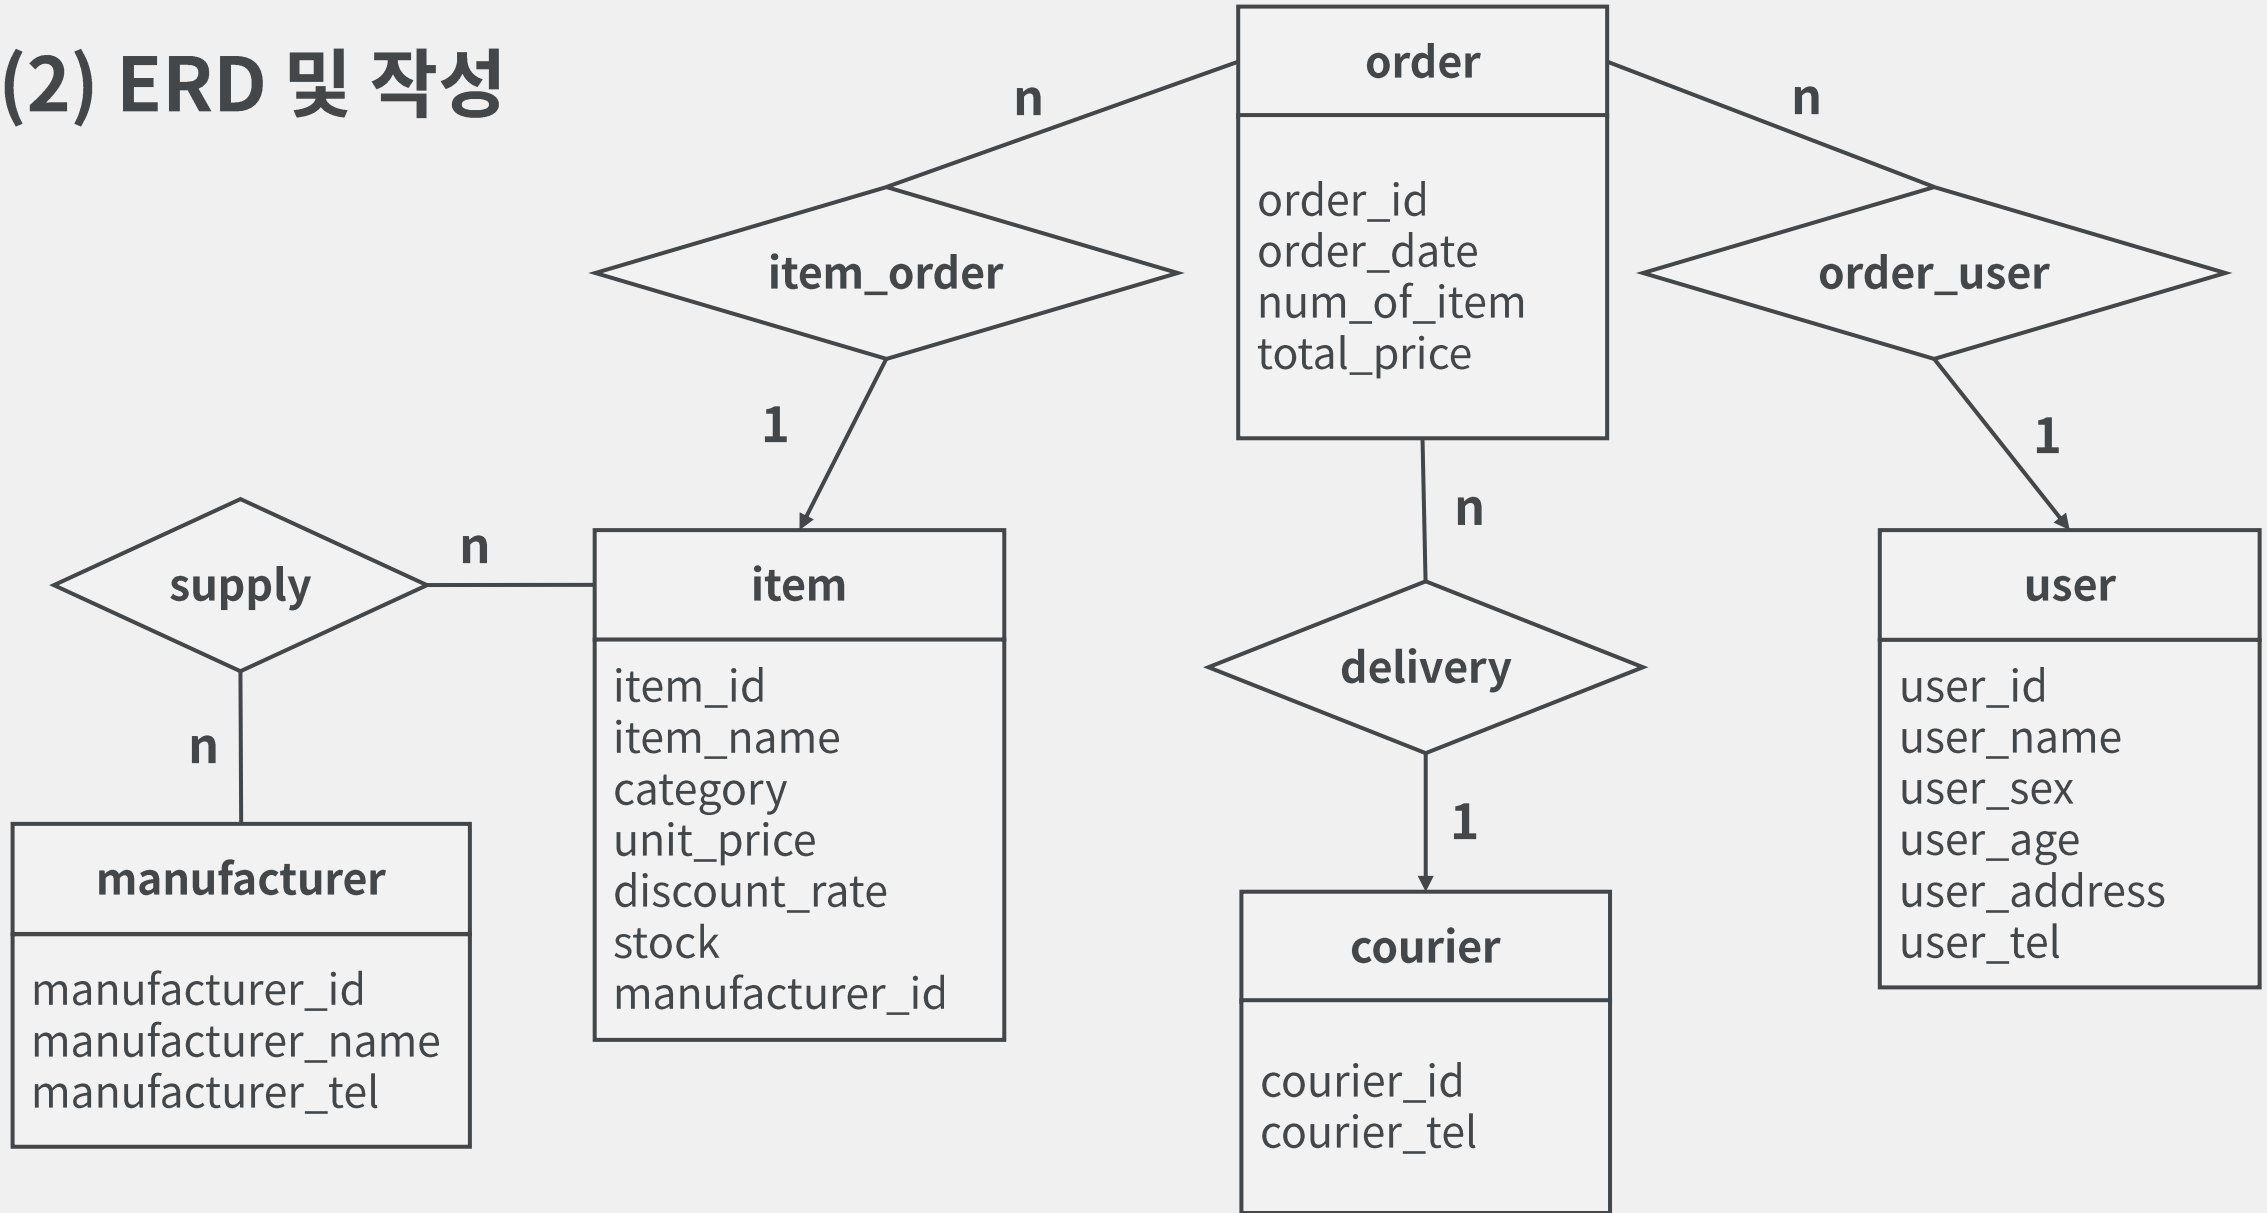 (2) ERD 및 작성
order
order_id
order_date
num_of_item
total_price
n
n
item_order
order_user
1
1
n
supply
n
item
item_id
item_name
category
unit_price
discount_rate
stock
manufacturer_id
n
manufacturer
manufacturer_id
manufacturer_name
manufacturer_tel
delivery
1
courier
courier_id
courier_tel
user
user_id
user_name
user_sex
user_age
user_address
user_tel